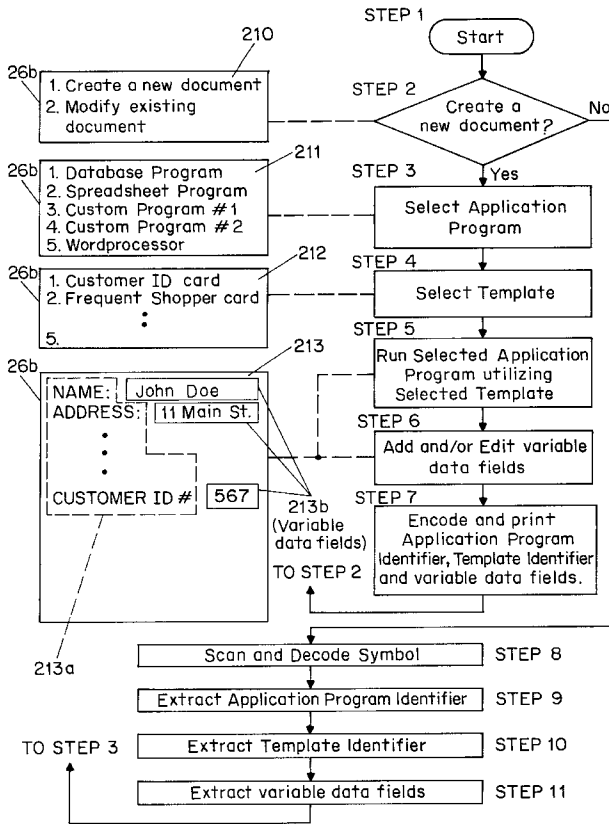 STEP 1
Start
210
26b
1. Create a new document
2. Modify existing
document
STEP 2
Create a
new document?
No
Yes
211
26b
1. Database Program
2. Spreadsheet Program
3. Custom Program #1
4. Custom Program #2
5. Wordprocessor
STEP 3
Select Application
Program
212
26b
1. Customer ID card
2. Frequent Shopper card
5.
STEP 4
Select Template
STEP 5
Run Selected Application
Program utilizing
Selected Template
213
26b
NAME: John Doe
ADDRESS: 11 Main St.
CUSTOMER ID # 567
213b
(Variable
data fields)
213a
STEP 6
Add and/or Edit variable
data fields
STEP 7
Encode and print
Application Program
Identifier, Template Identifier
and variable data fields.
TO STEP 2
Scan and Decode Symbol STEP 8
Extract Application Program Identifier STEP 9
Extract Template Identifier STEP 10
Extract variable data fields STEP 11
TO STEP 3